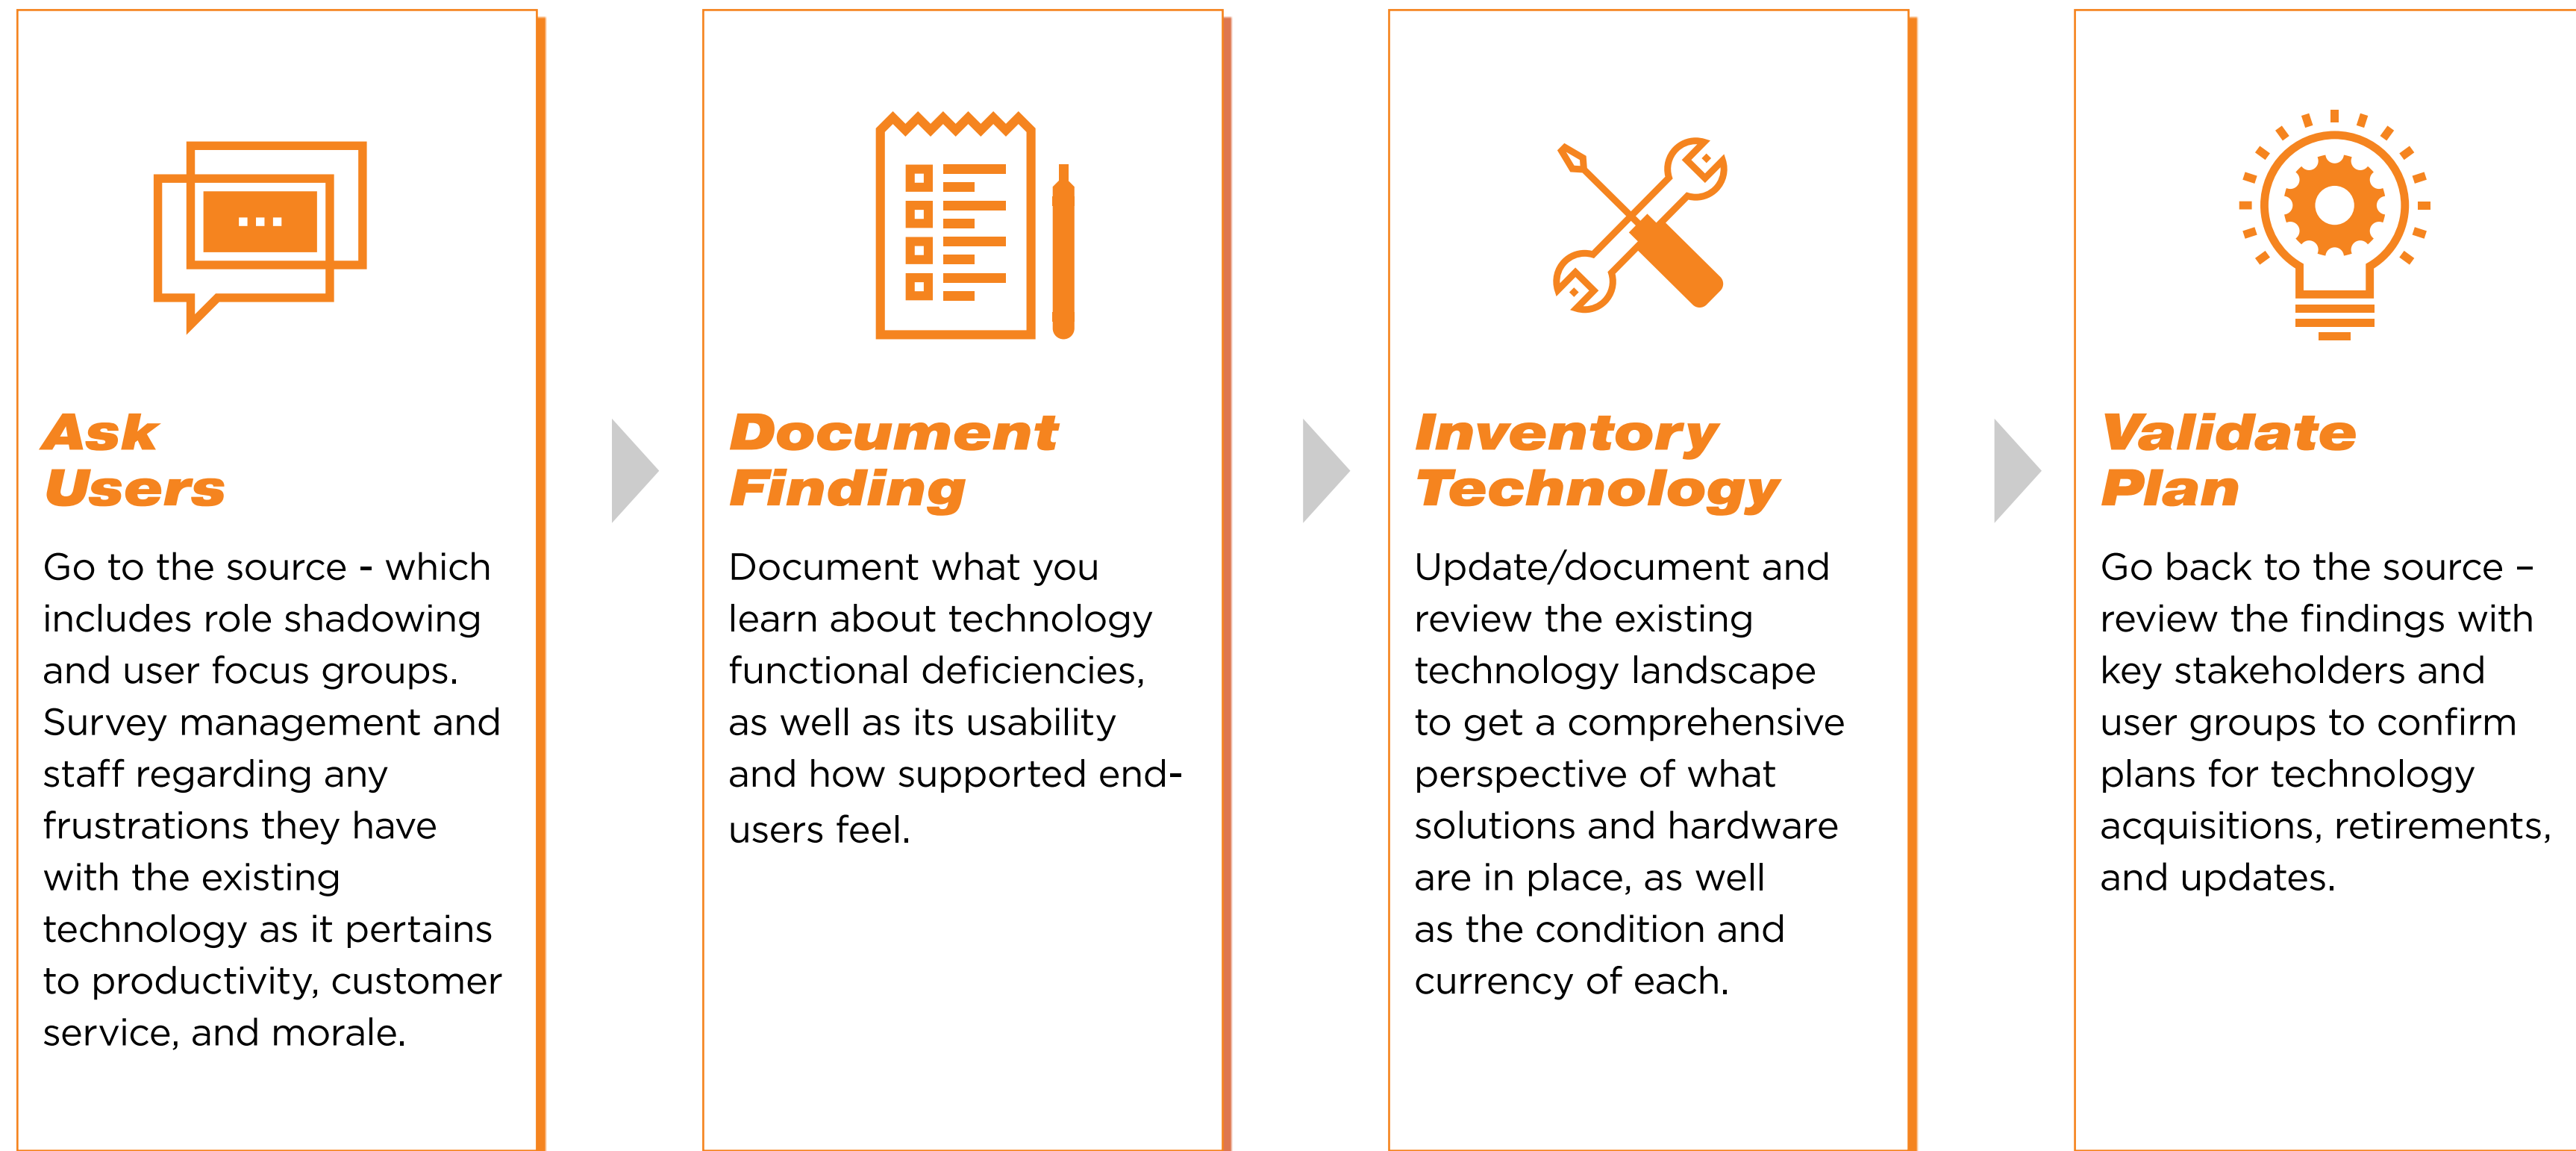 Ask
Users
Go to the source - which
includes role shadowing
and user focus groups.
Survey management and
staff regarding any
frustrations they have
with the existing
technology as it pertains
to productivity, customer
service, and morale.
Document
Finding
Document what you
learn about technology
functional deficiencies,
as well as its usability
and how supported end-
users feel.
Inventory
Technology
Update/document and
review the existing
technology landscape
to get a comprehensive
perspective of what
solutions and hardware
are in place, as well
as the condition and
currency of each.
Validate
Plan
Go back to the source –
review the findings with
key stakeholders and
user groups to confirm
plans for technology
acquisitions, retirements,
and updates.